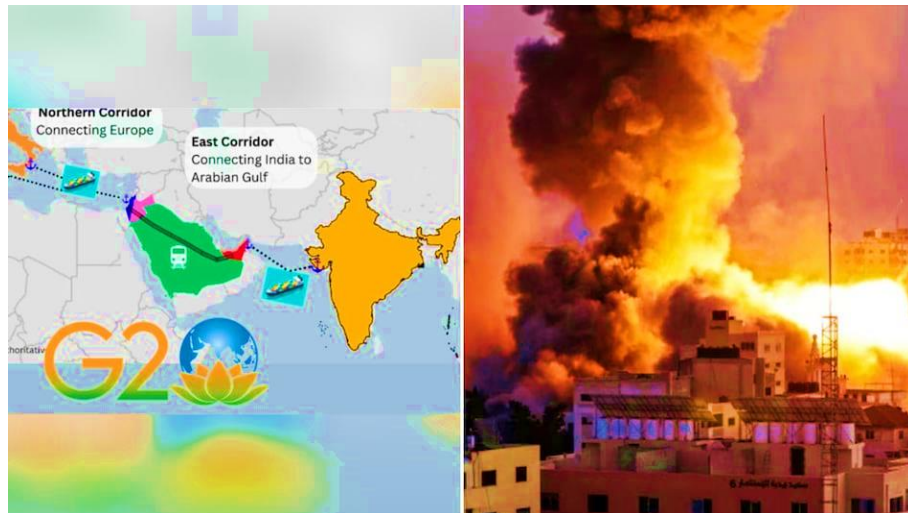 Northern Corridor
Connecting Europe
East Corridor
Connecting India to
Arabian Gulf
G20